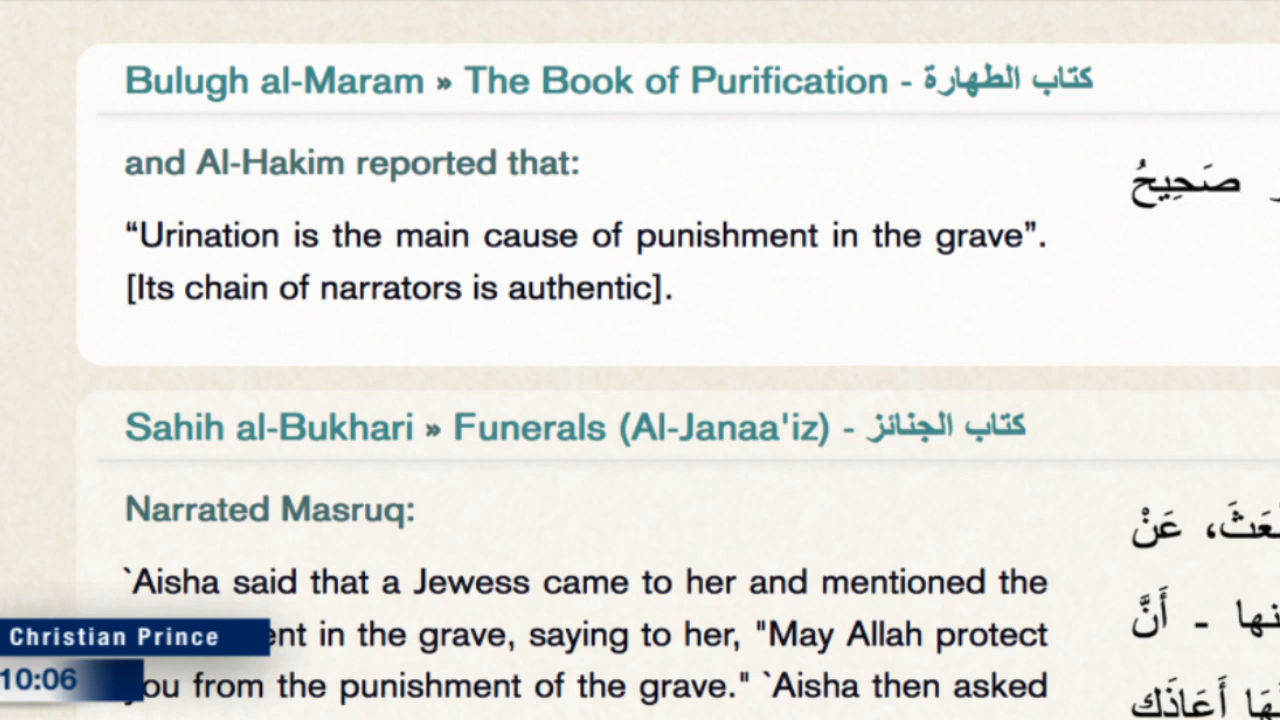 Bulugh al-Maram » The Book of Purification - كتاب الطهارة
and Al-Hakim reported that:
صَحِيحُ
“Urination is the main cause of punishment in the grave”.
[Its chain of narrators is authentic].
Sahih al-Bukhari » Funerals (Al-Janaa'iz) - كتاب الجنائز
Narrated Masruq:
عَنْ
`Aisha said that a Jewess came to her and mentioned the
أَنَّ -
in the grave, saying to her, "May Allah protect
you from the punishment of the grave." `Aisha then asked
أَعَاذَكِ
Christian Prince
10:06